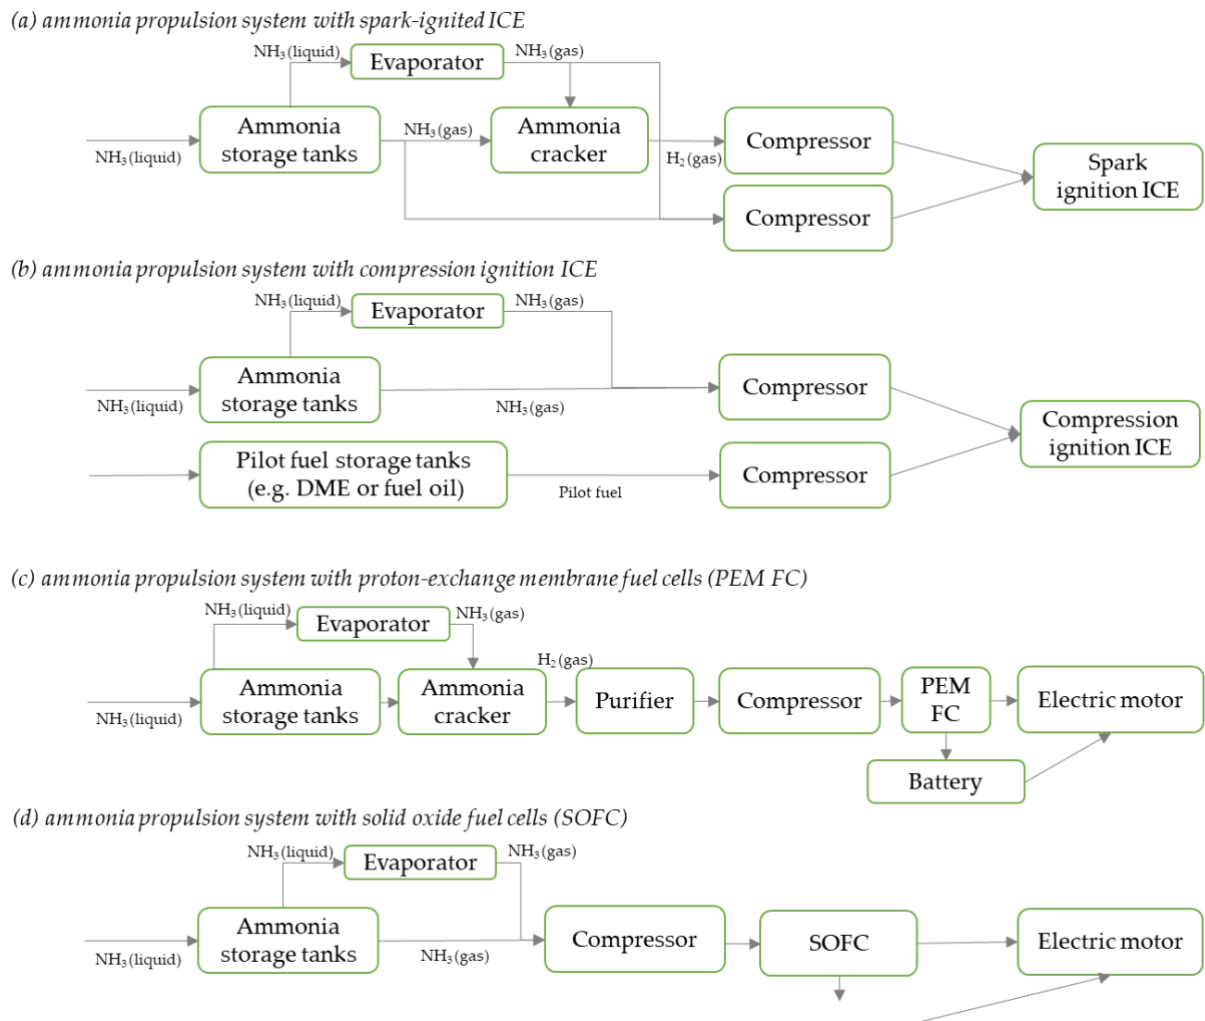 (a) ammonia propulsion system with spark-ignited ICE
NH₃(liquid)
Evaporator
NH₃(gas)
NH₃(liquid)
Ammonia
storage tanks
NH₃(gas)
Ammonia
cracker
H₂(gas)
Compressor
Compressor
Spark
ignition ICE
(b) ammonia propulsion system with compression ignition ICE
NH₃(liquid)
Evaporator
NH₃(gas)
NH₃(liquid)
Ammonia
storage tanks
NH₃(gas)
Compressor
Pilot fuel storage tanks
(e.g. DME or fuel oil)
Pilot fuel
Compressor
Compression
ignition ICE
(c) ammonia propulsion system with proton-exchange membrane fuel cells (PEM FC)
NH₃(liquid)
Evaporator
NH₃(gas)
NH₃(liquid)
Ammonia
storage tanks
Ammonia
cracker
H₂(gas)
Purifier
Compressor
PEM
FC
Electric motor
Battery
(d) ammonia propulsion system with solid oxide fuel cells (SOFC)
NH₃(liquid)
Evaporator
NH₃(gas)
NH₃(liquid)
Ammonia
storage tanks
NH₃(gas)
Compressor
SOFC
Electric motor